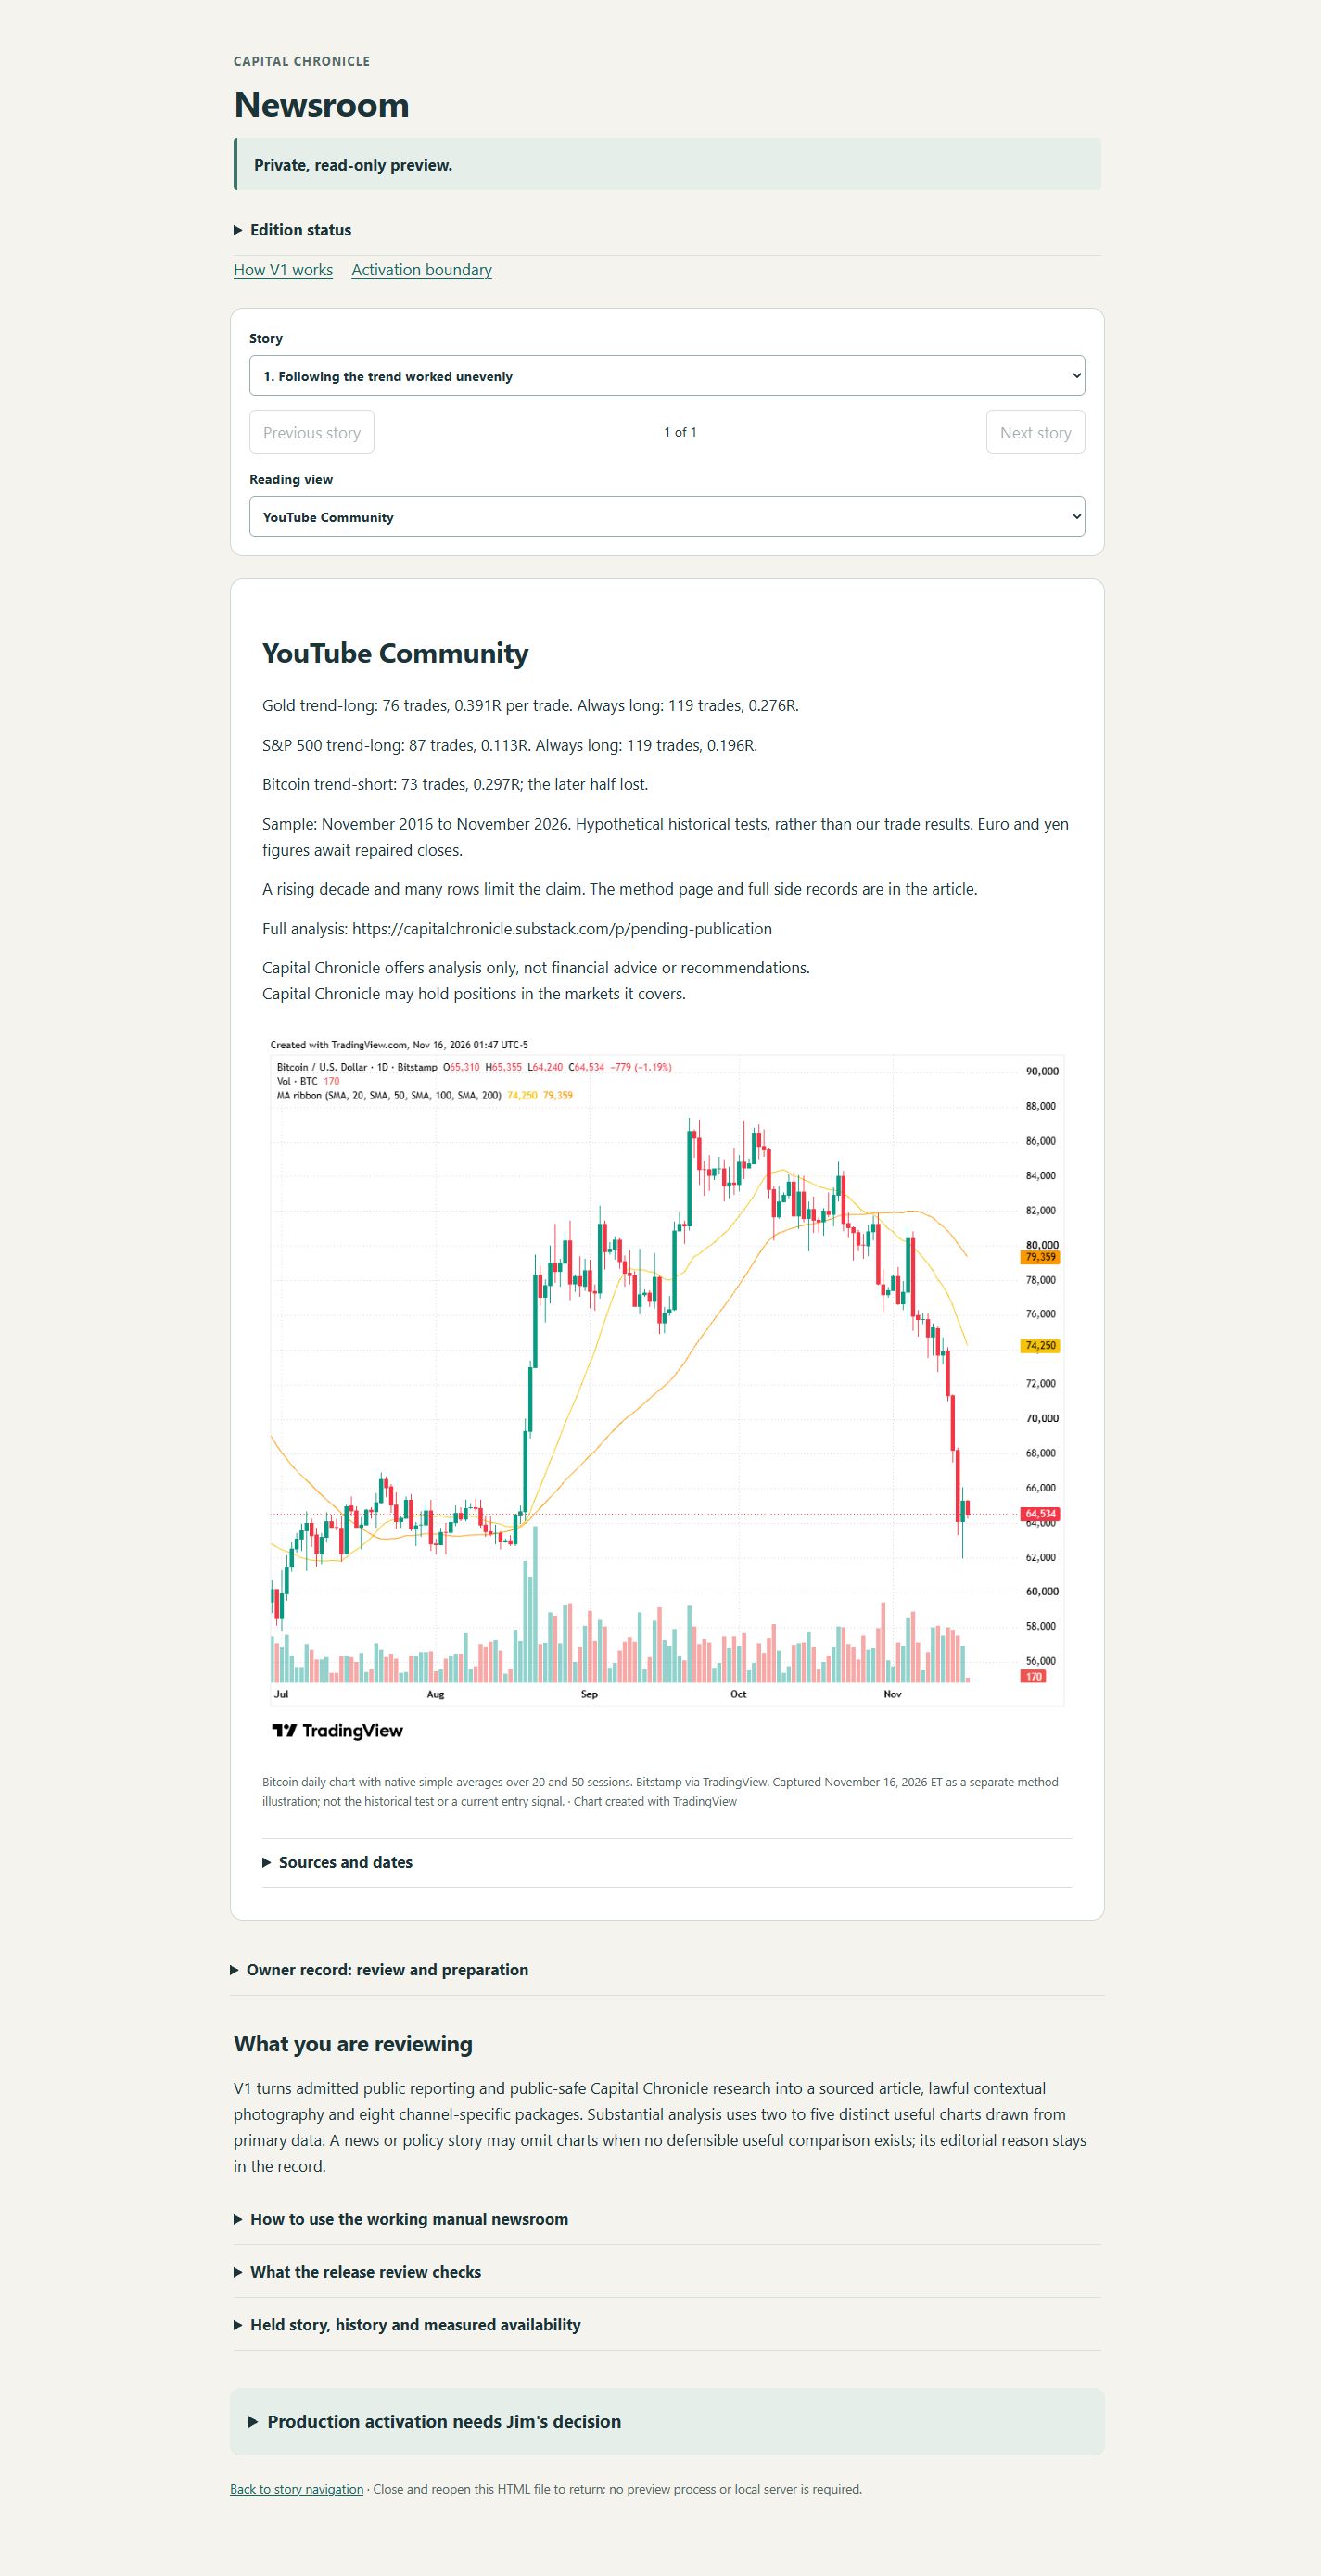 CAPITAL CHRONICLE
Newsroom
Private, read-only preview.
Edition status
How V1 works Activation boundary
Story
1. Following the trend worked unevenly
Previous story 1 of 1 Next story
Reading view
YouTube Community
YouTube Community
Gold trend-long: 76 trades, 0.391R per trade. Always long: 119 trades, 0.276R.
S&P 500 trend-long: 87 trades, 0.113R. Always long: 119 trades, 0.196R.
Bitcoin trend-short: 73 trades, 0.297R; the later half lost.
Sample: November 2016 to November 2026. Hypothetical historical tests, rather than our trade results. Euro and yen
figures await repaired closes.
A rising decade and many rows limit the claim. The method page and full side records are in the article.
Full analysis: https://capitalchronicle.substack.com/p/pending-publication
Capital Chronicle offers analysis only, not financial advice or recommendations.
Capital Chronicle may hold positions in the markets it covers.
Created with TradingView.com, Nov 16, 2026 01:47 UTC-5
Bitcoin / U.S. Dollar · 1D · Bitstamp O65,310 H65,355 L64,240 C64,534 −779 (−1.19%)
Vol · BTC 170
MA ribbon (SMA, 20, SMA, 50, SMA, 100, SMA, 200) 74,250 79,359
90,000
88,000
86,000
84,000
82,000
80,000
79,359
78,000
76,000
74,250
72,000
70,000
68,000
66,000
64,534
64,000
62,000
60,000
58,000
56,000
170
Jul Aug Sep Oct Nov
TradingView
Bitcoin daily chart with native simple averages over 20 and 50 sessions. Bitstamp via TradingView. Captured November 16, 2026 ET as a separate method
illustration; not the historical test or a current entry signal. · Chart created with TradingView
Sources and dates
Owner record: review and preparation
What you are reviewing
V1 turns admitted public reporting and public-safe Capital Chronicle research into a sourced article, lawful contextual
photography and eight channel-specific packages. Substantial analysis uses two to five distinct useful charts drawn from
primary data. A news or policy story may omit charts when no defensible useful comparison exists; its editorial reason stays
in the record.
How to use the working manual newsroom
What the release review checks
Held story, history and measured availability
Production activation needs Jim's decision
Back to story navigation · Close and reopen this HTML file to return; no preview process or local server is required.